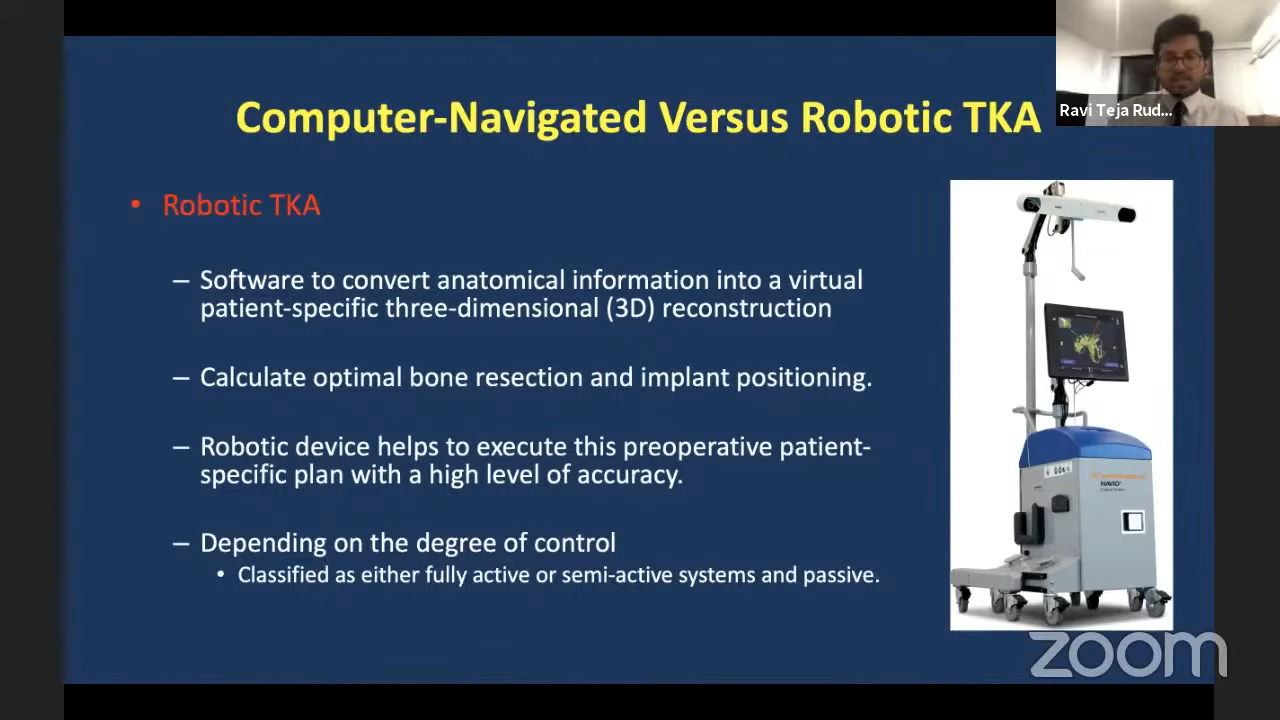 Computer-Navigated Versus Robotic TKA
Ravi Teja Rud...
• Robotic TKA
– Software to convert anatomical information into a virtual
patient-specific three-dimensional (3D) reconstruction
– Calculate optimal bone resection and implant positioning.
– Robotic device helps to execute this preoperative patient-
specific plan with a high level of accuracy.
– Depending on the degree of control
• Classified as either fully active or semi-active systems and passive.
NAVIO
zoom